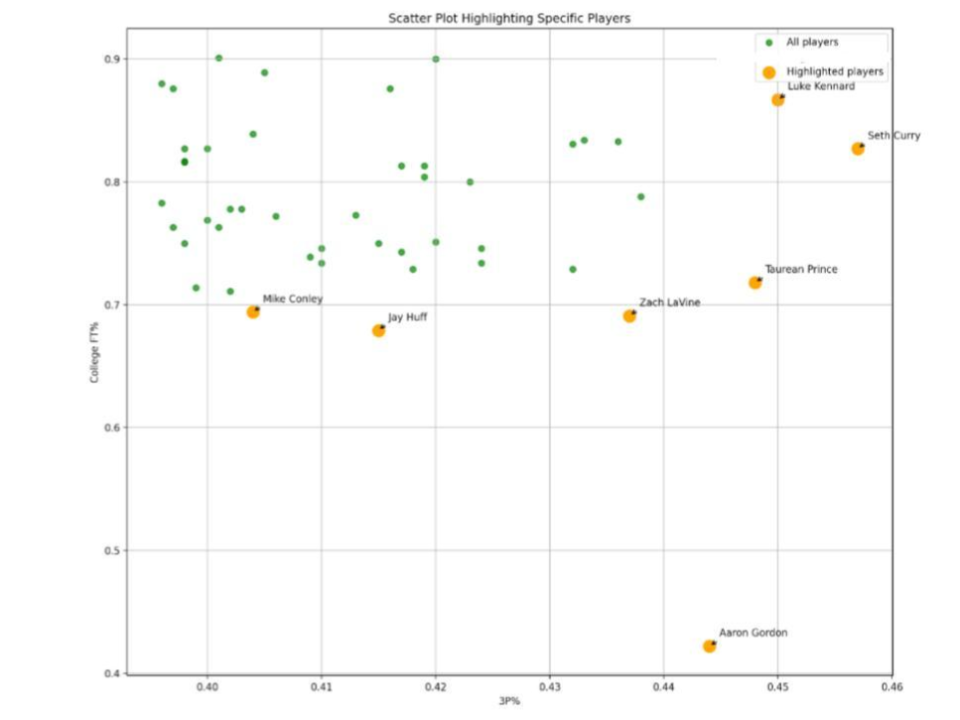 Scatter Plot Highlighting Specific Players
All players
Highlighted players
Luke Kennard
Seth Curry
Taurean Prince
Mike Conley
Zach LaVine
Jay Huff
Aaron Gordon
College FT%
0.9
0.8
0.7
0.6
0.5
0.4
0.40 0.41 0.42 0.43 0.44 0.45 0.46
3P%